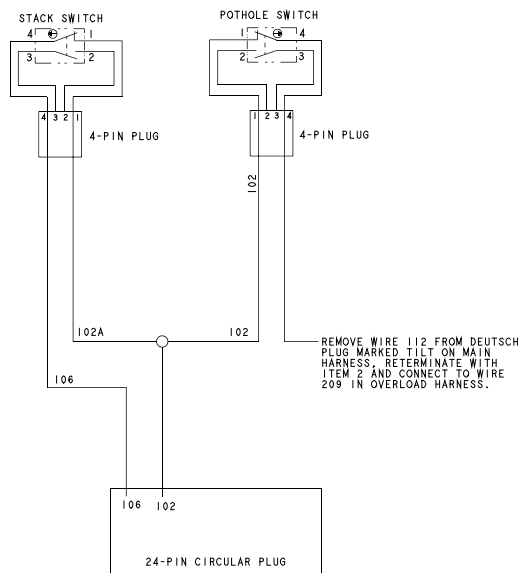 STACK SWITCH
POTHOLE SWITCH
4 1
3 2
1 4
2 3
4 3 2 1
4-PIN PLUG
1 2 3 4
4-PIN PLUG
102
102A
102
REMOVE WIRE 112 FROM DEUTSCH
PLUG MARKED TILT ON MAIN
HARNESS, RETERMINATE WITH
ITEM 2 AND CONNECT TO WIRE
209 IN OVERLOAD HARNESS.
106
106 102
24-PIN CIRCULAR PLUG